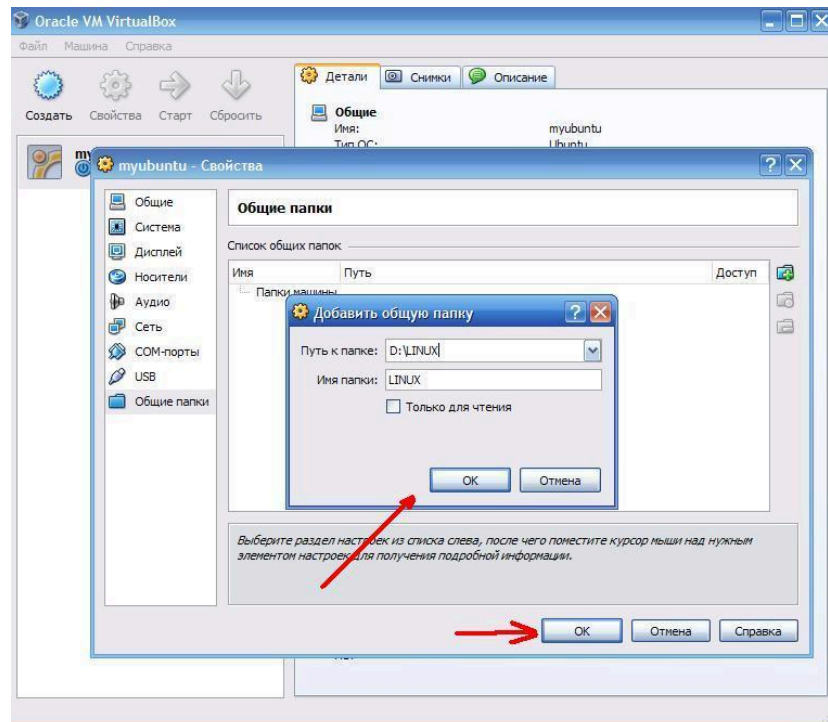 Oracle VM VirtualBox
Файл Машина Справка
Создать Свойства Старт Сбросить
Детали Снимки Описание
Общие
Имя: myubuntu
Тип ОС: Ubuntu
my
myubuntu - Свойства
Общие
Система
Дисплей
Носители
Аудио
Сеть
COM-порты
USB
Общие папки
Общие папки
Список общих папок
Имя Путь Доступ
Папки машины
Добавить общую папку
Путь к папке: D:\LINUX
Имя папки: LINUX
Только для чтения
OK Отмена
Выберите раздел настроек из списка слева, после чего поместите курсор мыши над нужным
элементом настроек для получения подробной информации.
OK Отмена Справка